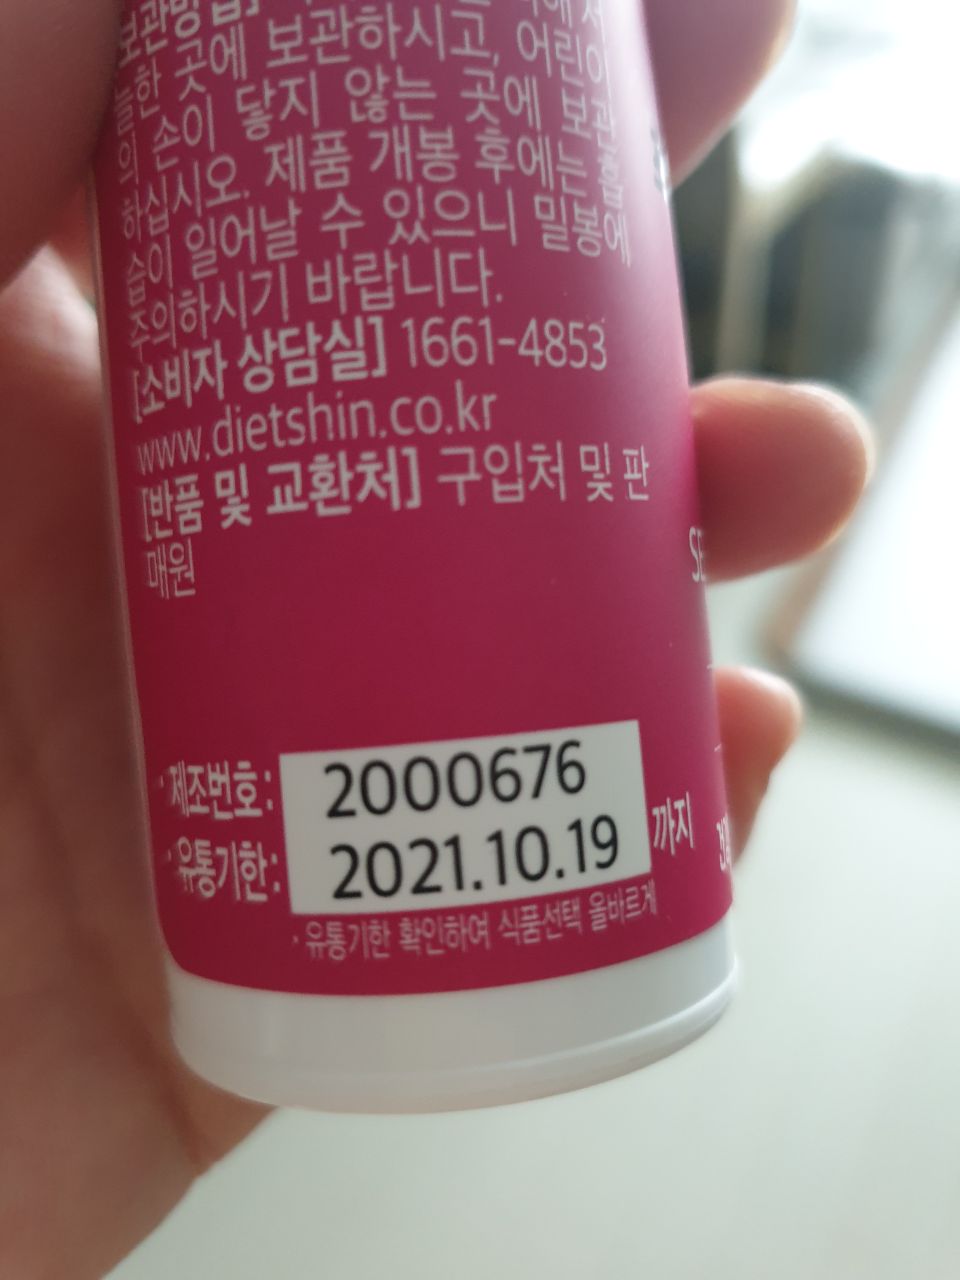 보관방법]
늘한 곳에 보관하시고, 어린이
의 손이 닿지 않는 곳에 보관
하십시오. 제품 개봉 후에는 흡
습이 일어날 수 있으니 밀봉에
주의하시기 바랍니다.
[소비자 상담실] 1661-4853
www.dietshin.co.kr
[반품 및 교환처] 구입처 및 판
매원
SE
· 제조번호: 2000676
· 유통기한: 2021.10.19 까지
· 유통기한 확인하여 식품선택 올바르게